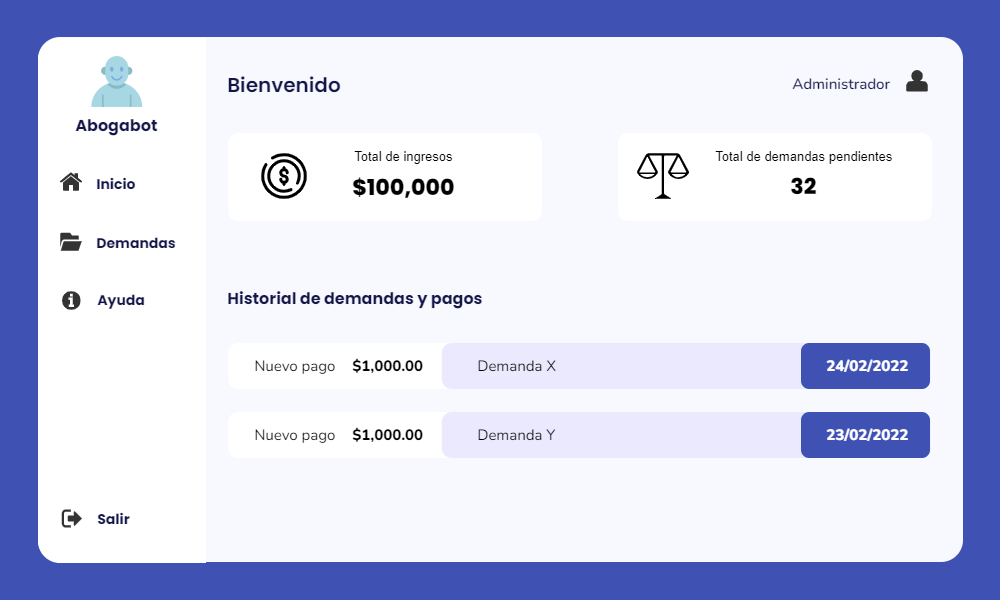 Abogabot
Inicio
Demandas
Ayuda
Salir
Bienvenido
Administrador
Total de ingresos
$100,000
Total de demandas pendientes
32
Historial de demandas y pagos
Nuevo pago $1,000.00 Demanda X 24/02/2022
Nuevo pago $1,000.00 Demanda Y 23/02/2022